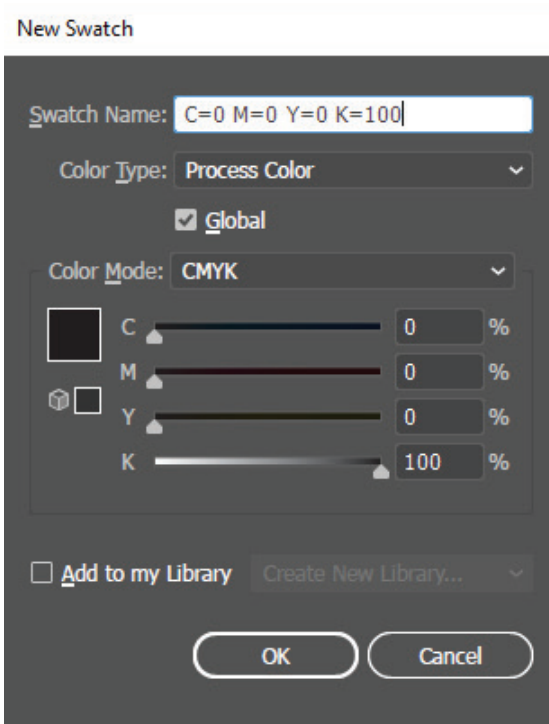 New Swatch
Swatch Name: C=0 M=0 Y=0 K=100
Color Type: Process Color
Global
Color Mode: CMYK
C 0 %
M 0 %
Y 0 %
K 100 %
Add to my Library Create New Library...
OK Cancel